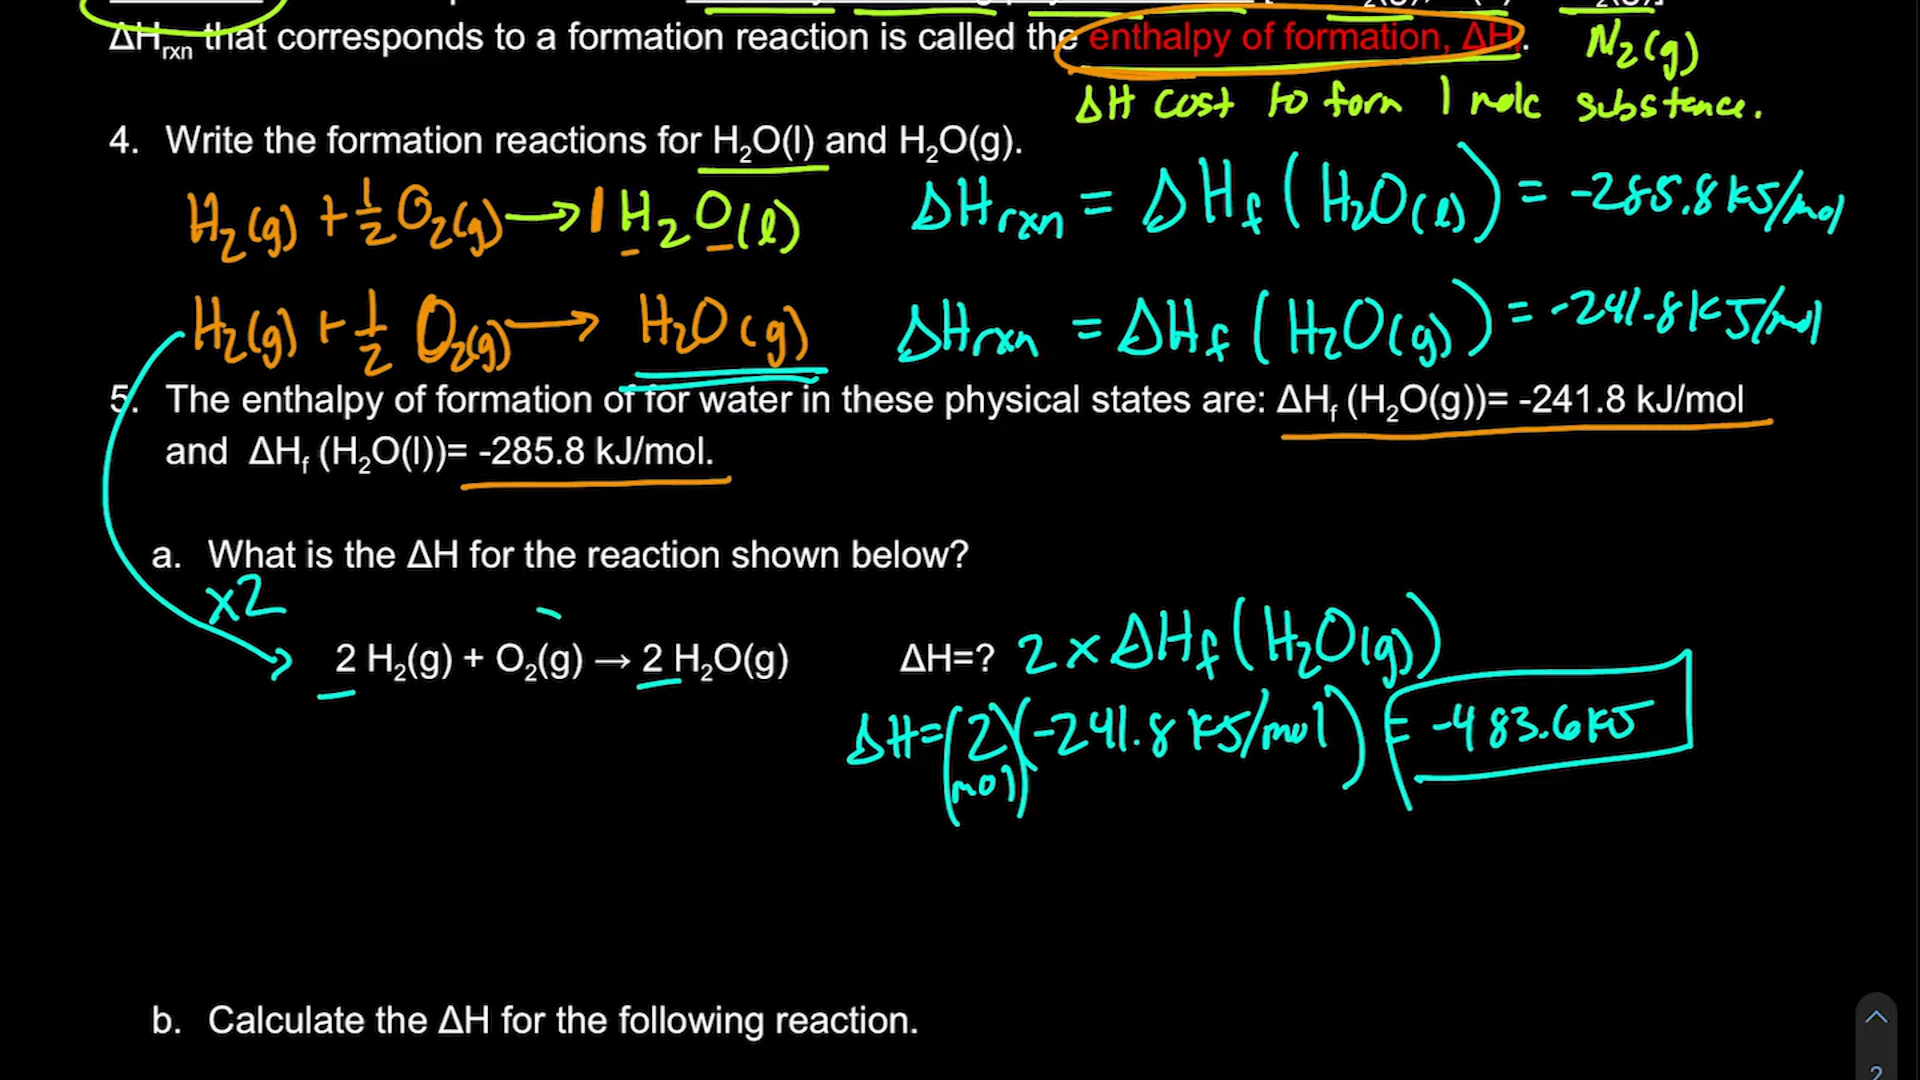 ΔHrxn that corresponds to a formation reaction is called the enthalpy of formation, ΔHf. N2(g)
ΔH cost to form 1 mole substance.
4. Write the formation reactions for H2O(l) and H2O(g).
H2(g) + 1/2 O2(g) → 1 H2O(l) ΔHrxn = ΔHf (H2O(l)) = -285.8 kJ/mol
H2(g) + 1/2 O2(g) → H2O(g) ΔHrxn = ΔHf (H2O(g)) = -241.8 kJ/mol
5. The enthalpy of formation of for water in these physical states are: ΔHf (H2O(g))= -241.8 kJ/mol
and ΔHf (H2O(l))= -285.8 kJ/mol.
a. What is the ΔH for the reaction shown below?
x2
2 H2(g) + O2(g) → 2 H2O(g) ΔH=? 2 x ΔHf (H2O(g))
ΔH = (2 mol)(-241.8 kJ/mol) = -483.6 kJ
b. Calculate the ΔH for the following reaction.
2